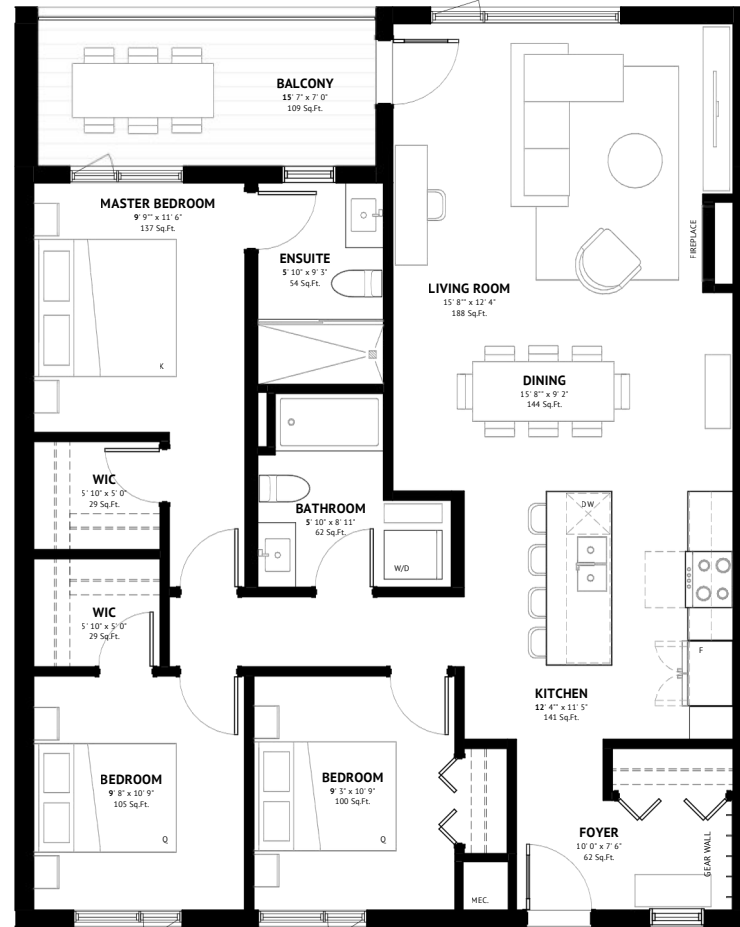 BALCONY
15' 7" x 7' 0"
109 Sq.Ft.
MASTER BEDROOM
9' 9"" x 11' 6"
137 Sq.Ft.
ENSUITE
5' 10" x 9' 3"
54 Sq.Ft.
K
FIREPLACE
LIVING ROOM
15' 8"" x 12' 4"
188 Sq.Ft.
DINING
15' 8"" x 9' 2"
144 Sq.Ft.
WIC
5' 10" x 5' 0"
29 Sq.Ft.
BATHROOM
5' 10" x 8' 11"
62 Sq.Ft.
W/D
DW
WIC
5' 10" x 5' 0"
29 Sq.Ft.
F
KITCHEN
12' 4"" x 11' 5"
141 Sq.Ft.
BEDROOM
9' 8" x 10' 9"
105 Sq.Ft.
Q
BEDROOM
9' 3" x 10' 9"
100 Sq.Ft.
Q
FOYER
10' 0" x 7' 6"
62 Sq.Ft.
GEAR WALL
MEC.